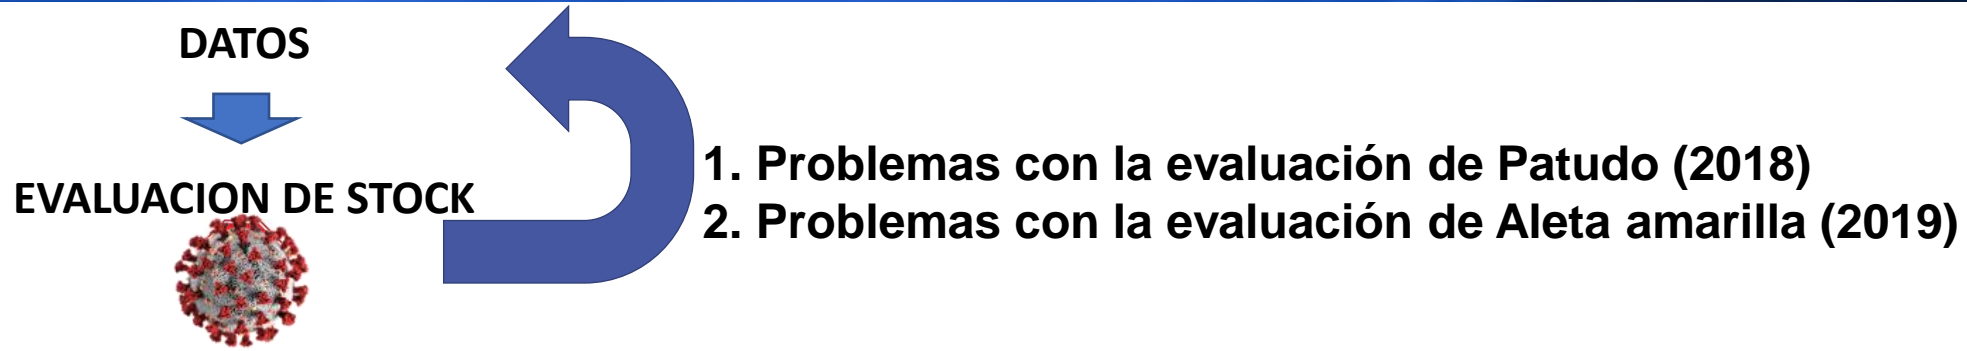 DATOS
EVALUACION DE STOCK
1. Problemas con la evaluación de Patudo (2018)
2. Problemas con la evaluación de Aleta amarilla (2019)